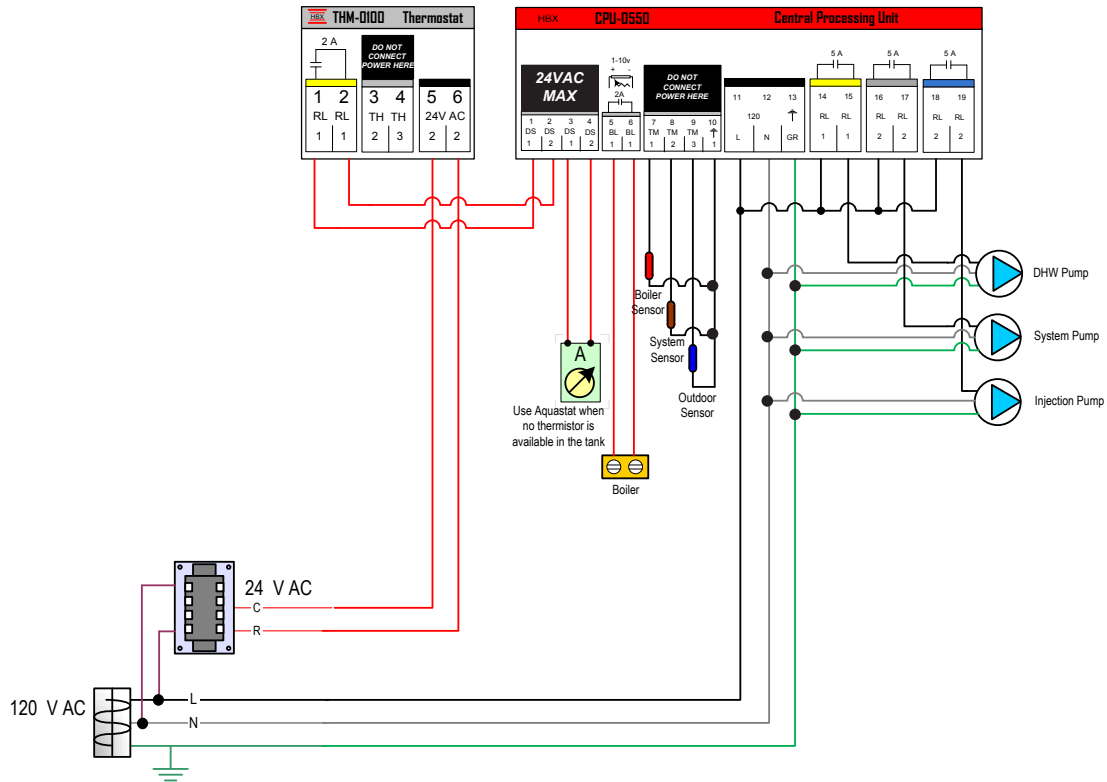 HBX THM-0100 Thermostat
2 A
DO NOT
CONNECT
POWER HERE
1 2 3 4 5 6
RL RL TH TH 24V AC
1 1 2 3 2 2
HBX CPU-0550 Central Processing Unit
24VAC
MAX
1-10v
+ -
2A
DO NOT
CONNECT
POWER HERE
5 A
5 A
5 A
1 2 3 4
DS DS DS DS
1 2 1 2
5 6
BL BL
1 1
7 8 9 10
TM TM TM
1 2 3 1
11 12 13
120
L N GR
14 15
RL RL
1 1
16 17
RL RL
2 2
18 19
RL RL
2 2
DHW Pump
System Pump
Injection Pump
Boiler
Sensor
System
Sensor
Outdoor
Sensor
A
Use Aquastat when
no thermistor is
available in the tank
Boiler
24 V AC
C
R
120 V AC
L
N